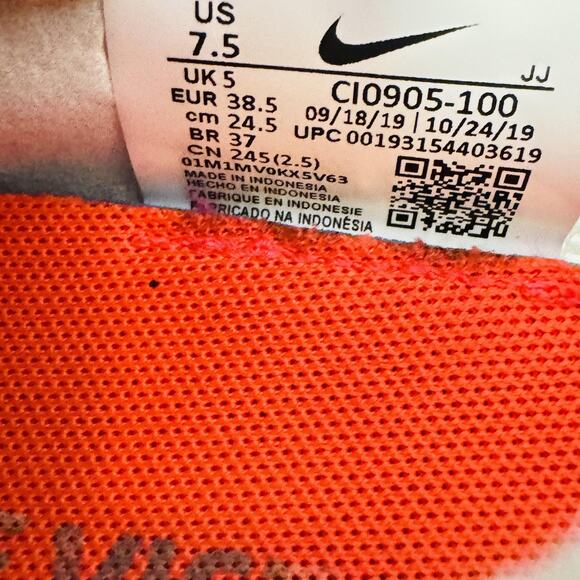 US
7.5
UK 5
EUR 38.5
cm 24.5
BR 37
CN 245(2.5)
01M1MV0KX5V63
MADE IN INDONESIA
HECHO EN INDONESIA
FABRIQUE EN INDONESIE
FABRICADO NA INDONÉSIA
JJ
CI0905-100
09/18/19 | 10/24/19
UPC 00193154403619